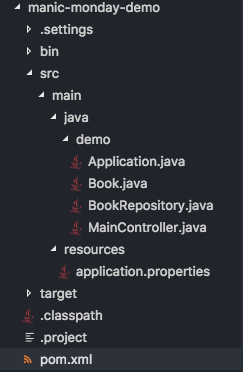 manic-monday-demo
.settings
bin
src
main
java
demo
Application.java
Book.java
BookRepository.java
MainController.java
resources
application.properties
target
.classpath
.project
pom.xml